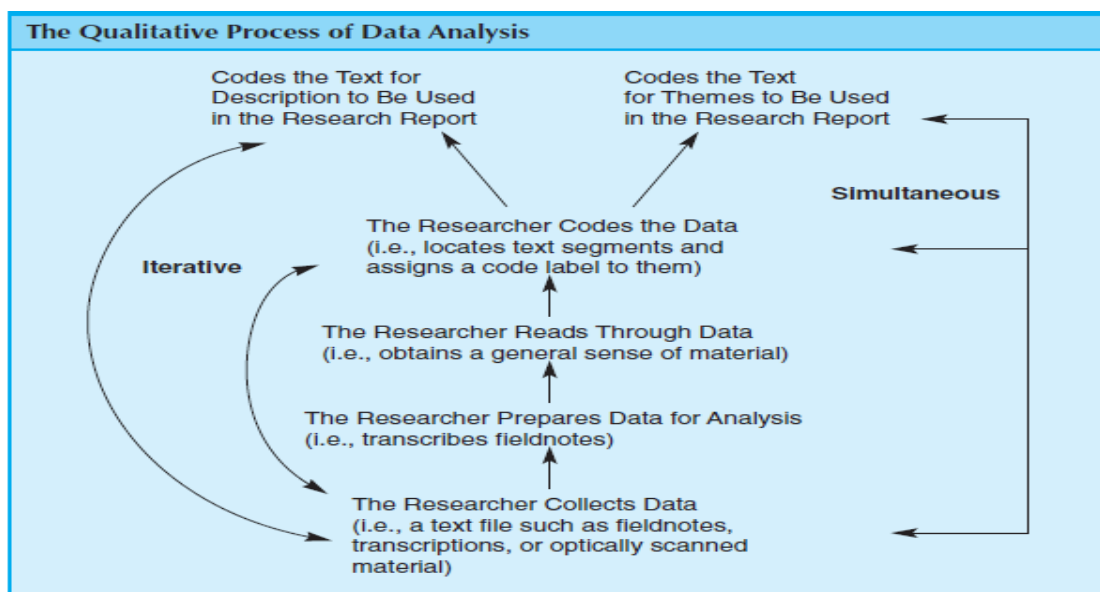 The Qualitative Process of Data Analysis
Codes the Text for
Description to Be Used
in the Research Report
Codes the Text
for Themes to Be Used
in the Research Report
Simultaneous
The Researcher Codes the Data
(i.e., locates text segments and
assigns a code label to them)
Iterative
The Researcher Reads Through Data
(i.e., obtains a general sense of material)
The Researcher Prepares Data for Analysis
(i.e., transcribes fieldnotes)
The Researcher Collects Data
(i.e., a text file such as fieldnotes,
transcriptions, or optically scanned
material)